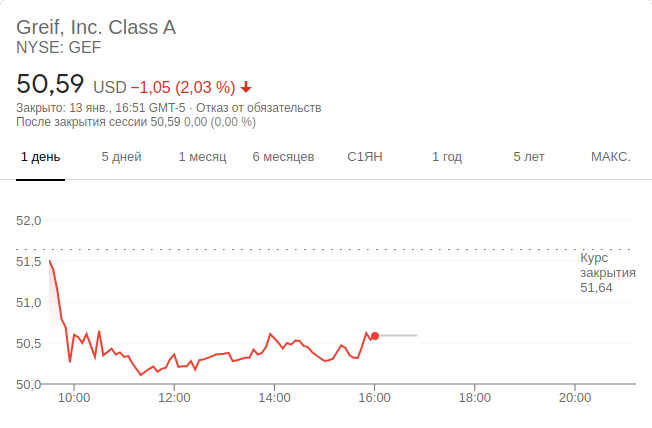 Greif, Inc. Class A
NYSE: GEF
50,59 USD −1,05 (2,03 %)
Закрыто: 13 янв., 16:51 GMT-5 · Отказ от обязательств
После закрытия сессии 50,59 0,00 (0,00 %)
1 день 5 дней 1 месяц 6 месяцев С1ЯН 1 год 5 лет МАКС.
52,0
51,5
51,0
50,5
50,0
Курс
закрытия
51,64
10:00 12:00 14:00 16:00 18:00 20:00